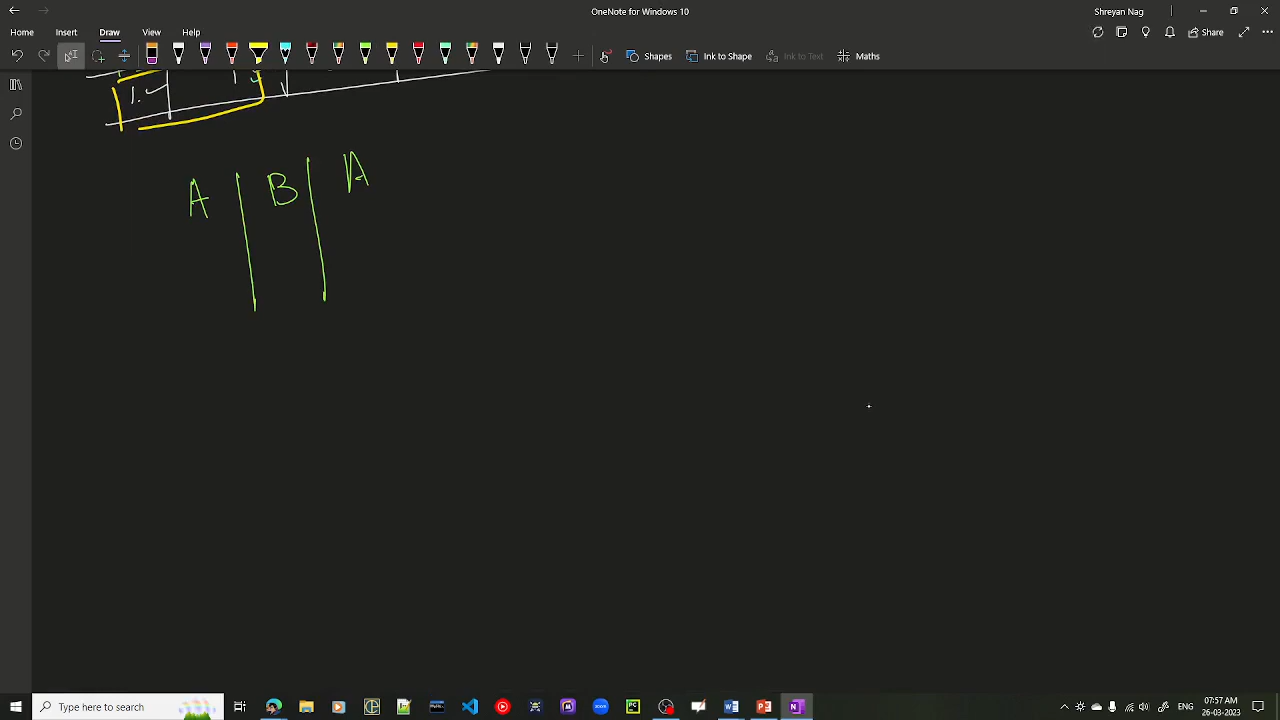 OneNote for Windows 10
Shreyan Nag
Home Insert Draw View Help
Share
Shapes Ink to Shape Ink to Text Maths
1.
A B A
Type here to search
ENG
07:57 AM
26-03-2023